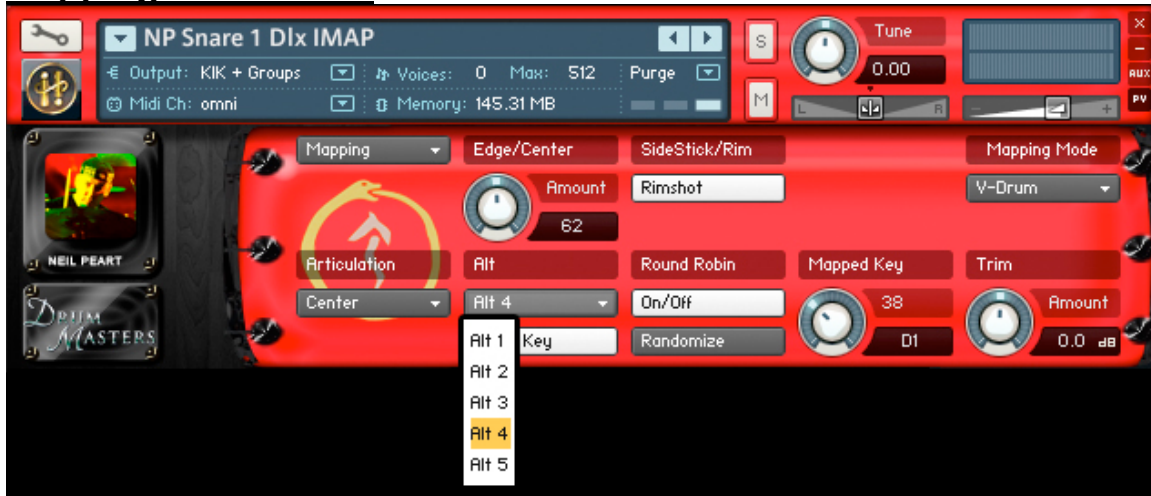 NP Snare 1 Dlx IMAP
S
Tune
×
−
Output: KIK + Groups
Voices: 0 Max: 512
Purge
0.00
AUX
Midi Ch: omni
Memory: 145.31 MB
M
L
R
−
+
PV
Mapping
Edge/Center
SideStick/Rim
Mapping Mode
Amount
Rimshot
V-Drum
62
NEIL PEART
Articulation
Alt
Round Robin
Mapped Key
Trim
DRUM
MASTERS
Center
Alt 4
On/Off
38
Amount
Key
Randomize
D1
0.0 dB
Alt 1
Alt 2
Alt 3
Alt 4
Alt 5